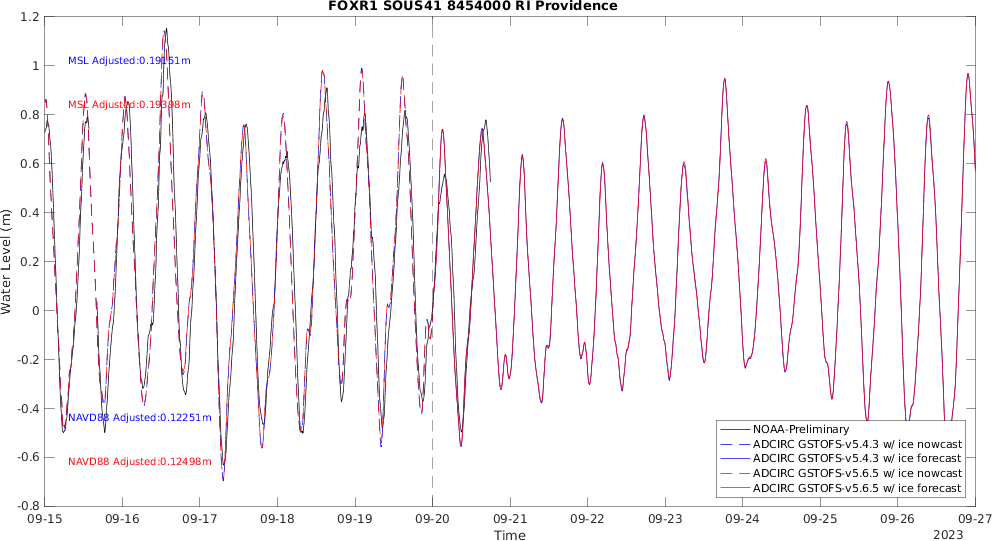 FOXR1 SOUS41 8454000 RI Providence
1.2
1
0.8
0.6
0.4
0.2
0
-0.2
-0.4
-0.6
-0.8
Water Level (m)
MSL Adjusted:0.19151m
MSL Adjusted:0.19398m
NAVD88 Adjusted:0.12251m
NAVD88 Adjusted:0.12498m
NOAA-Preliminary
ADCIRC GSTOFS-v5.4.3 w/ ice nowcast
ADCIRC GSTOFS-v5.4.3 w/ ice forecast
ADCIRC GSTOFS-v5.6.5 w/ ice nowcast
ADCIRC GSTOFS-v5.6.5 w/ ice forecast
09-15 09-16 09-17 09-18 09-19 09-20 09-21 09-22 09-23 09-24 09-25 09-26 09-27
Time
2023